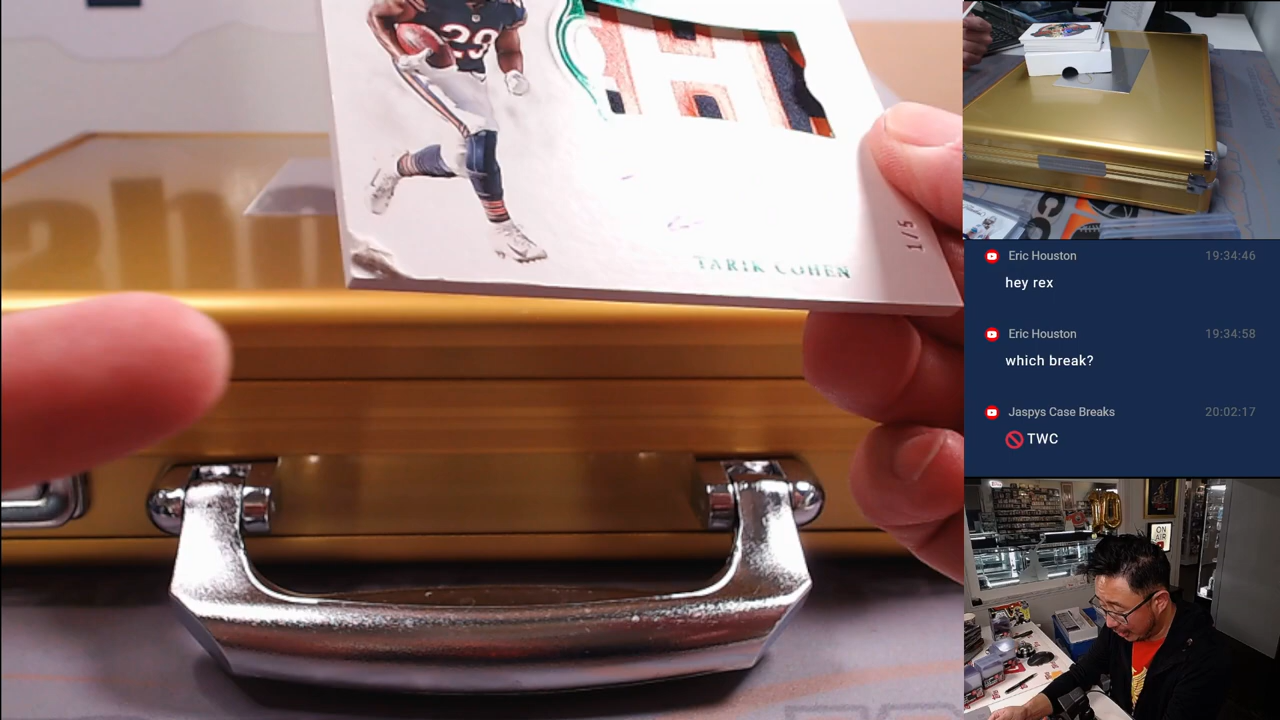 29
TARIK COHEN
1/5
Eric Houston 19:34:46
hey rex
Eric Houston 19:34:58
which break?
Jaspys Case Breaks 20:02:17
🚫 TWC
10
ON
AIR